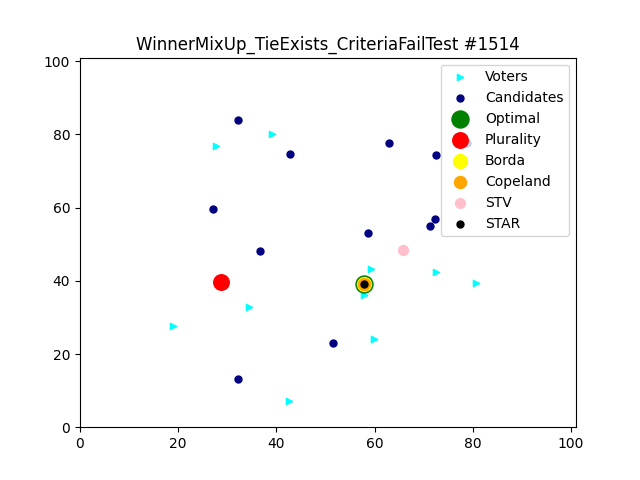 WinnerMixUp_TieExists_CriteriaFailTest #1514
100
80
60
40
20
0
0
20
40
60
80
100
Voters
Candidates
Optimal
Plurality
Borda
Copeland
STV
STAR